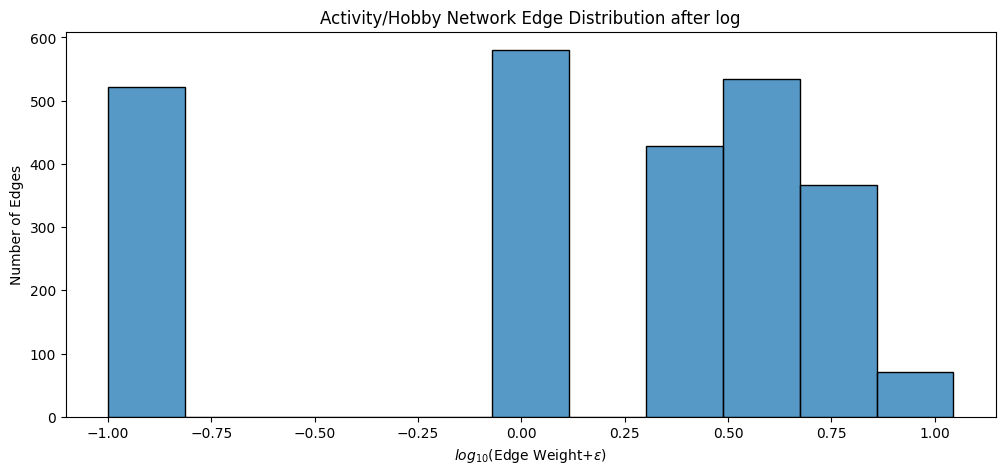 Activity/Hobby Network Edge Distribution after log
Number of Edges
600
500
400
300
200
100
0
−1.00 −0.75 −0.50 −0.25 0.00 0.25 0.50 0.75 1.00
log₁₀(Edge Weight+ε)